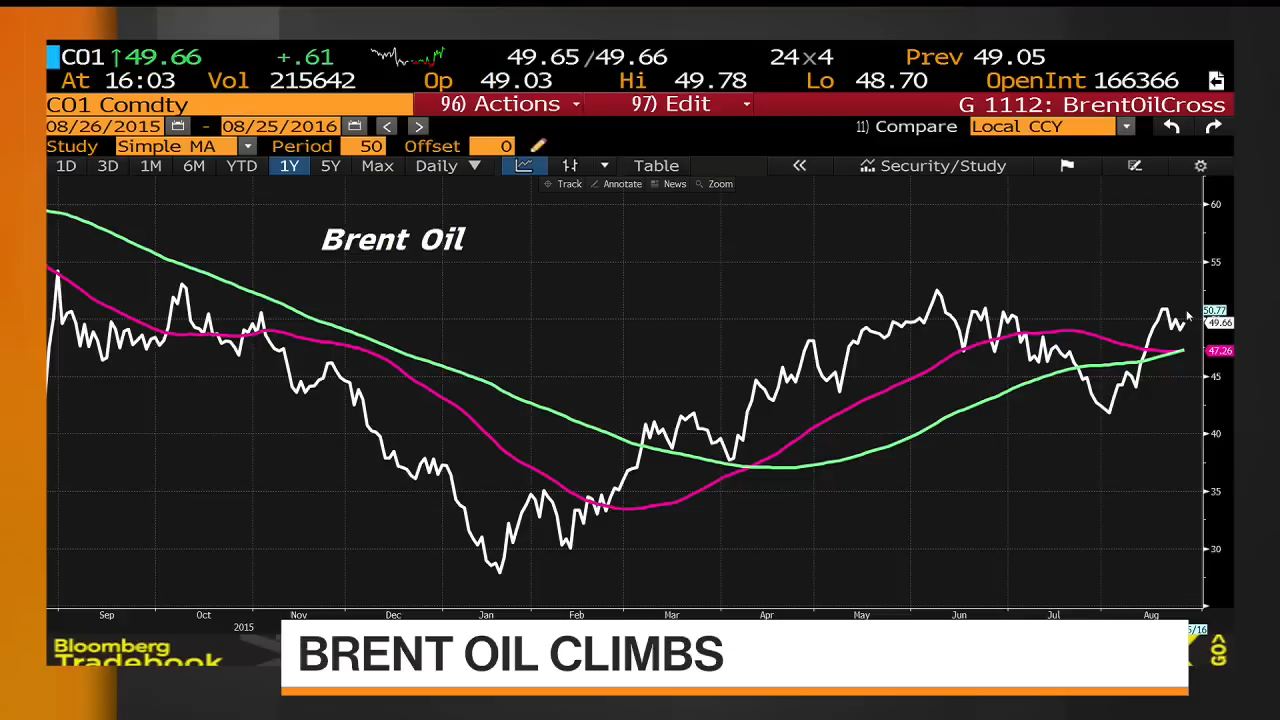 CO1 ↑49.66 +.61 49.65/49.66 24x4 Prev 49.05
At 16:03 Vol 215642 Op 49.03 Hi 49.78 Lo 48.70 OpenInt 166366
CO1 Comdty 96) Actions 97) Edit G 1112: BrentOilCross
08/26/2015 - 08/25/2016 < > 11) Compare Local CCY
Study Simple MA Period 50 Offset 0
1D 3D 1M 6M YTD 1Y 5Y Max Daily ▼ Table « Security/Study
Track Annotate News Zoom
60
Brent Oil
55
50.77
49.66
47.26
45
40
35
30
Sep Oct Nov Dec Jan Feb Mar Apr May Jun Jul Aug
2015
5/16
Bloomberg
Tradebook
BRENT OIL CLIMBS
GO>